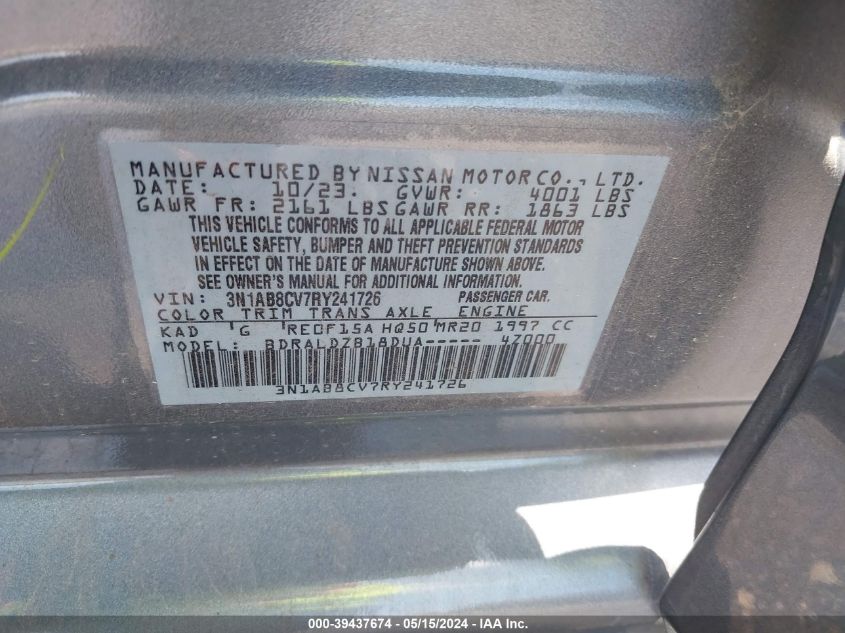 MANUFACTURED BY NISSAN MOTOR CO., LTD.
DATE: 10/23. GVWR: 4001 LBS
GAWR FR: 2161 LBS GAWR RR: 1863 LBS
THIS VEHICLE CONFORMS TO ALL APPLICABLE FEDERAL MOTOR
VEHICLE SAFETY, BUMPER AND THEFT PREVENTION STANDARDS
IN EFFECT ON THE DATE OF MANUFACTURE SHOWN ABOVE.
SEE OWNER'S MANUAL FOR ADDITIONAL INFORMATION.
VIN: 3N1AB8CV7RY241726 PASSENGER CAR.
COLOR TRIM TRANS AXLE ENGINE
KAD 'G RE0F15A HQ50'MR20 1997 CC
MODEL: BDRALDZB18DUA----- 4Z000
3N1AB8CV7RY241726
000-39437674 - 05/15/2024 - IAAI Inc.